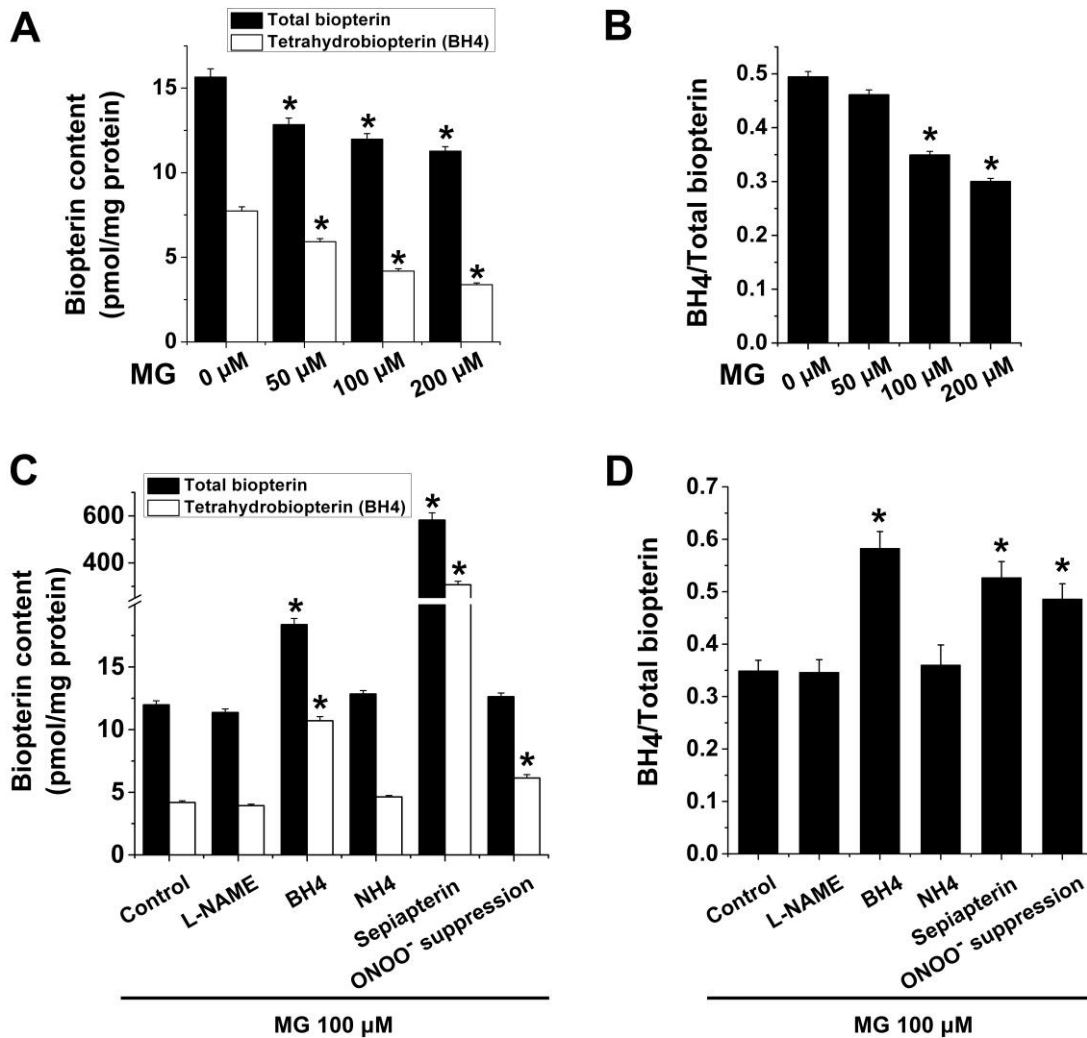 A
Total biopterin
Tetrahydrobiopterin (BH4)
Biopterin content
(pmol/mg protein)
15
10
5
0
* * *
* * *
MG 0 µM 50 µM 100 µM 200 µM
B
BH4/Total biopterin
0.5
0.4
0.3
0.2
0.1
0.0
* *
MG 0 µM 50 µM 100 µM 200 µM
C
Total biopterin
Tetrahydrobiopterin (BH4)
Biopterin content
(pmol/mg protein)
600
400
15
10
5
0
* *
* * *
Control L-NAME BH4 NH4 Sepiapterin ONOO⁻ suppression
MG 100 µM
D
BH4/Total biopterin
0.7
0.6
0.5
0.4
0.3
0.2
0.1
0.0
* * *
Control L-NAME BH4 NH4 Sepiapterin ONOO⁻ suppression
MG 100 µM